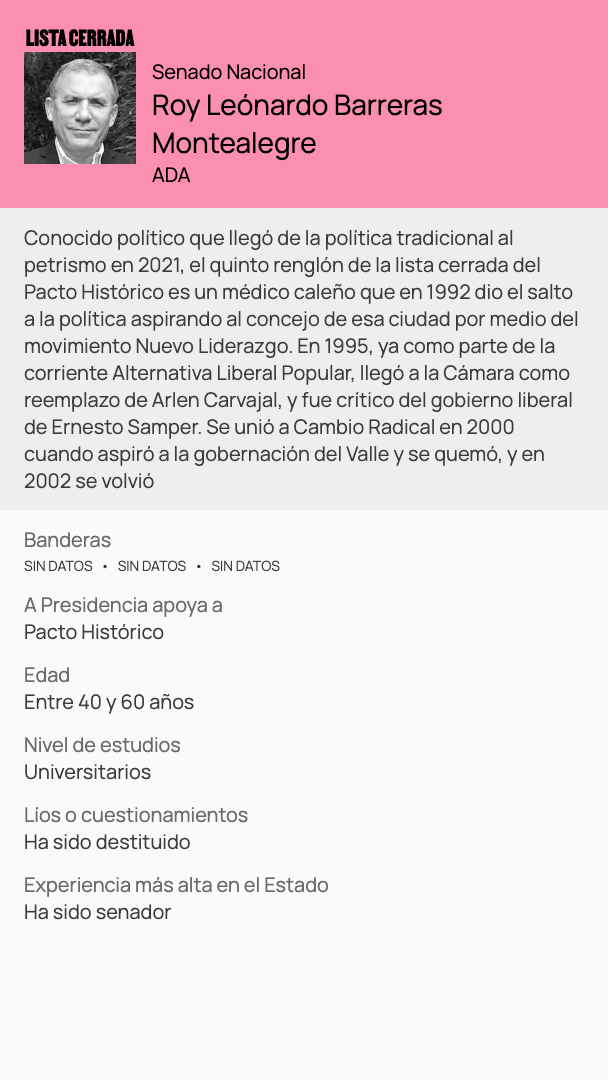 LISTA CERRADA
Senado Nacional
Roy Leónardo Barreras
Montealegre
ADA
Conocido político que llegó de la política tradicional al
petrismo en 2021, el quinto renglón de la lista cerrada del
Pacto Histórico es un médico caleño que en 1992 dio el salto
a la política aspirando al concejo de esa ciudad por medio del
movimiento Nuevo Liderazgo. En 1995, ya como parte de la
corriente Alternativa Liberal Popular, llegó a la Cámara como
reemplazo de Arlen Carvajal, y fue crítico del gobierno liberal
de Ernesto Samper. Se unió a Cambio Radical en 2000
cuando aspiró a la gobernación del Valle y se quemó, y en
2002 se volvió
Banderas
SIN DATOS • SIN DATOS • SIN DATOS
A Presidencia apoya a
Pacto Histórico
Edad
Entre 40 y 60 años
Nivel de estudios
Universitarios
Líos o cuestionamientos
Ha sido destituido
Experiencia más alta en el Estado
Ha sido senador